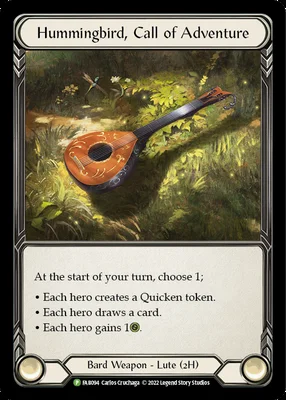 Hummingbird, Call of Adventure
At the start of your turn, choose 1;
• Each hero creates a Quicken token.
• Each hero draws a card.
• Each hero gains 1.
Bard Weapon - Lute (2H)
P FAB094 Carlos Cruchaga © 2022 Legend Story Studios